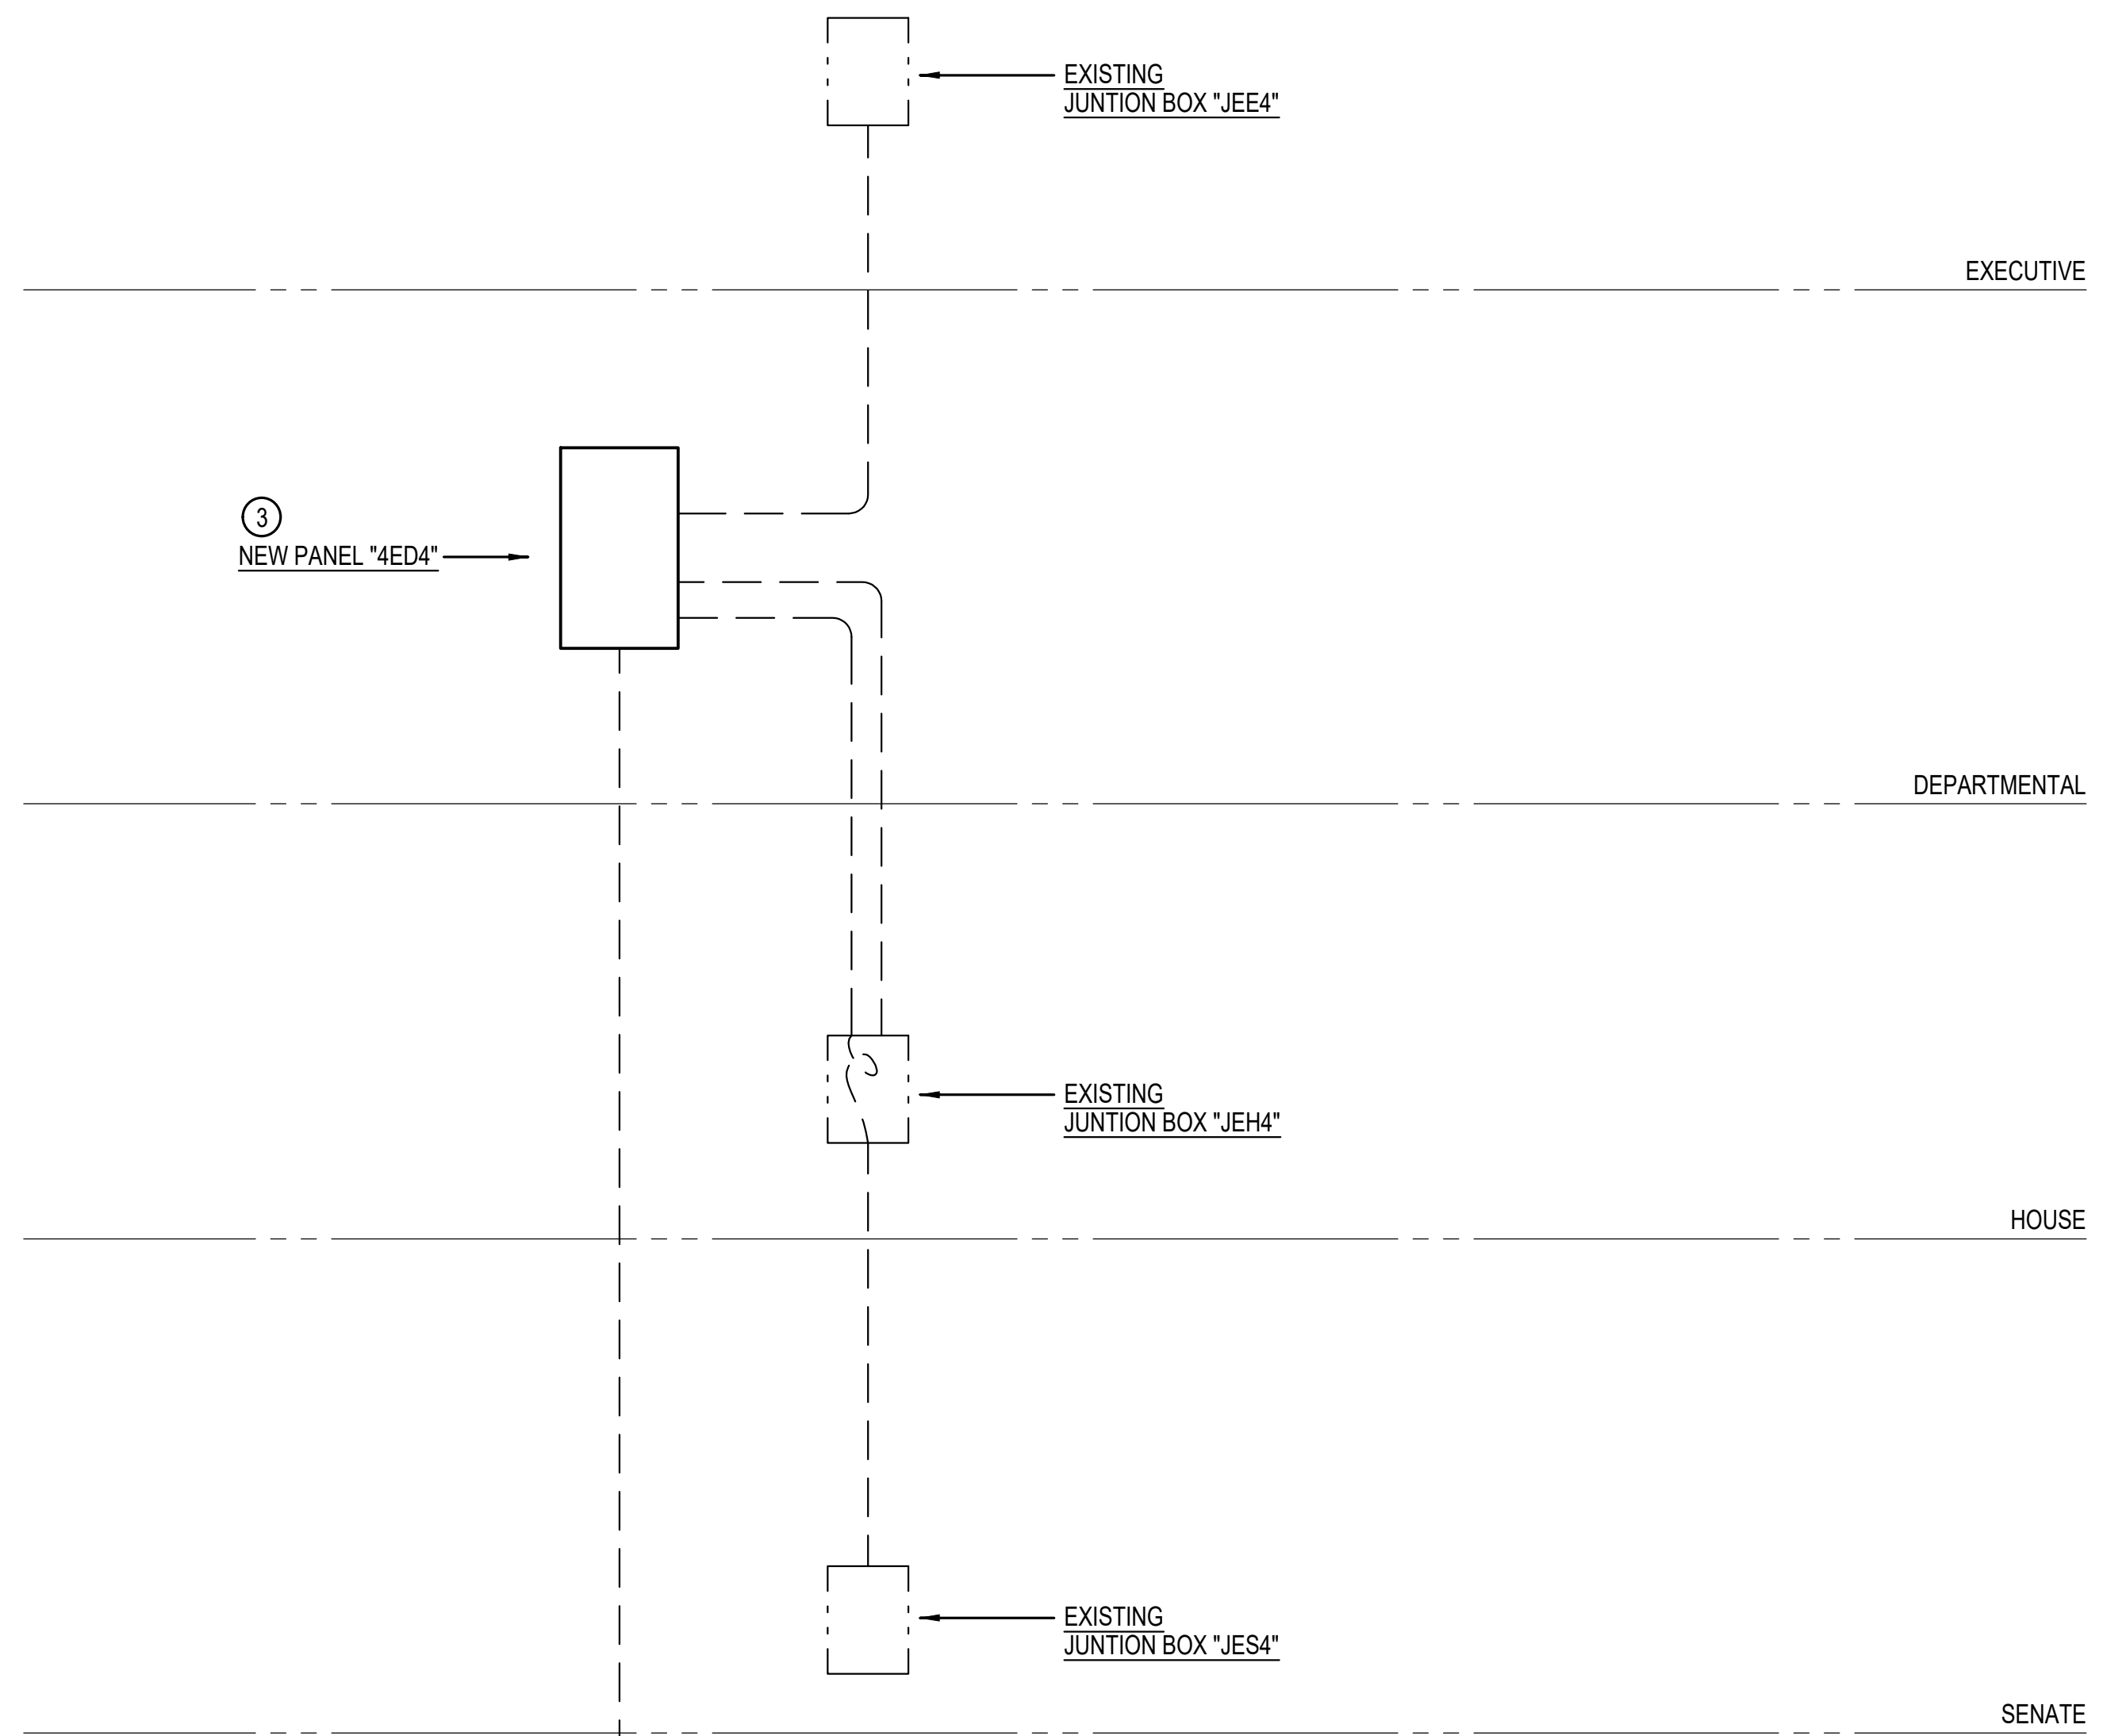 EXISTING
JUNTION BOX "JEE4"
EXECUTIVE
3
NEW PANEL "4ED4"
DEPARTMENTAL
EXISTING
JUNTION BOX "JEH4"
HOUSE
EXISTING
JUNTION BOX "JES4"
SENATE